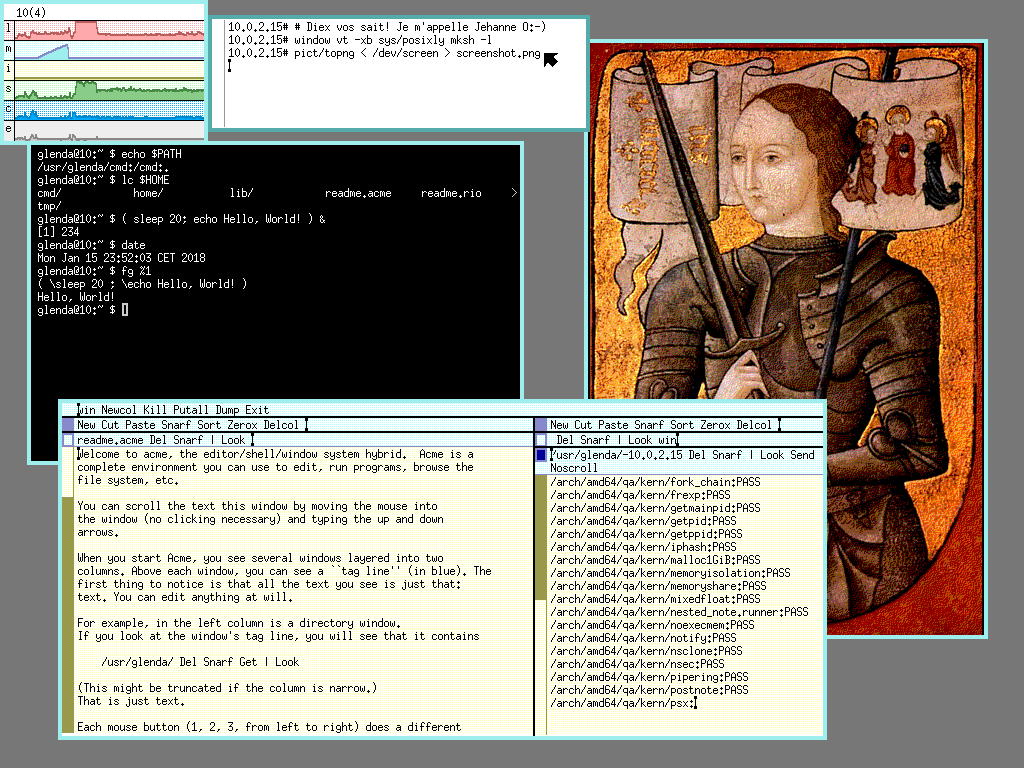 10(4)
l
m
i
s
c
e
10.0.2.15# # Diex vos sait! Je m'appelle Jehanne O:-)
10.0.2.15# window vt -xb sys/posixly mksh -l
10.0.2.15# pict/topng < /dev/screen > screenshot.png
glenda@10:~ $ echo $PATH
/usr/glenda/cmd:/cmd:.
glenda@10:~ $ lc $HOME
cmd/ home/ lib/ readme.acme readme.rio >
tmp/
glenda@10:~ $ ( sleep 20; echo Hello, World! ) &
[1] 234
glenda@10:~ $ date
Mon Jan 15 23:52:03 CET 2018
glenda@10:~ $ fg %1
( \sleep 20 ; \echo Hello, World! )
Hello, World!
glenda@10:~ $
win Newcol Kill Putall Dump Exit
New Cut Paste Snarf Sort Zerox Delcol
readme.acme Del Snarf | Look
Welcome to acme, the editor/shell/window system hybrid.  Acme is a
complete environment you can use to edit, run programs, browse the
file system, etc.
You can scroll the text this window by moving the mouse into
the window (no clicking necessary) and typing the up and down
arrows.
When you start Acme, you see several windows layered into two
columns. Above each window, you can see a ``tag line'' (in blue). The
first thing to notice is that all the text you see is just that:
text. You can edit anything at will.
For example, in the left column is a directory window.
If you look at the window's tag line, you will see that it contains
/usr/glenda/ Del Snarf Get | Look
(This might be truncated if the column is narrow.)
That is just text.
Each mouse button (1, 2, 3, from left to right) does a different
New Cut Paste Snarf Sort Zerox Delcol
Del Snarf | Look win
/usr/glenda/-10.0.2.15 Del Snarf | Look Send
Noscroll
/arch/amd64/qa/kern/fork_chain:PASS
/arch/amd64/qa/kern/frexp:PASS
/arch/amd64/qa/kern/getmainpid:PASS
/arch/amd64/qa/kern/getpid:PASS
/arch/amd64/qa/kern/getppid:PASS
/arch/amd64/qa/kern/iphash:PASS
/arch/amd64/qa/kern/malloc1GiB:PASS
/arch/amd64/qa/kern/memoryisolation:PASS
/arch/amd64/qa/kern/memoryshare:PASS
/arch/amd64/qa/kern/mixedfloat:PASS
/arch/amd64/qa/kern/nested_note.runner:PASS
/arch/amd64/qa/kern/noexecmem:PASS
/arch/amd64/qa/kern/notify:PASS
/arch/amd64/qa/kern/nsclone:PASS
/arch/amd64/qa/kern/nsec:PASS
/arch/amd64/qa/kern/pipering:PASS
/arch/amd64/qa/kern/postnote:PASS
/arch/amd64/qa/kern/psx: